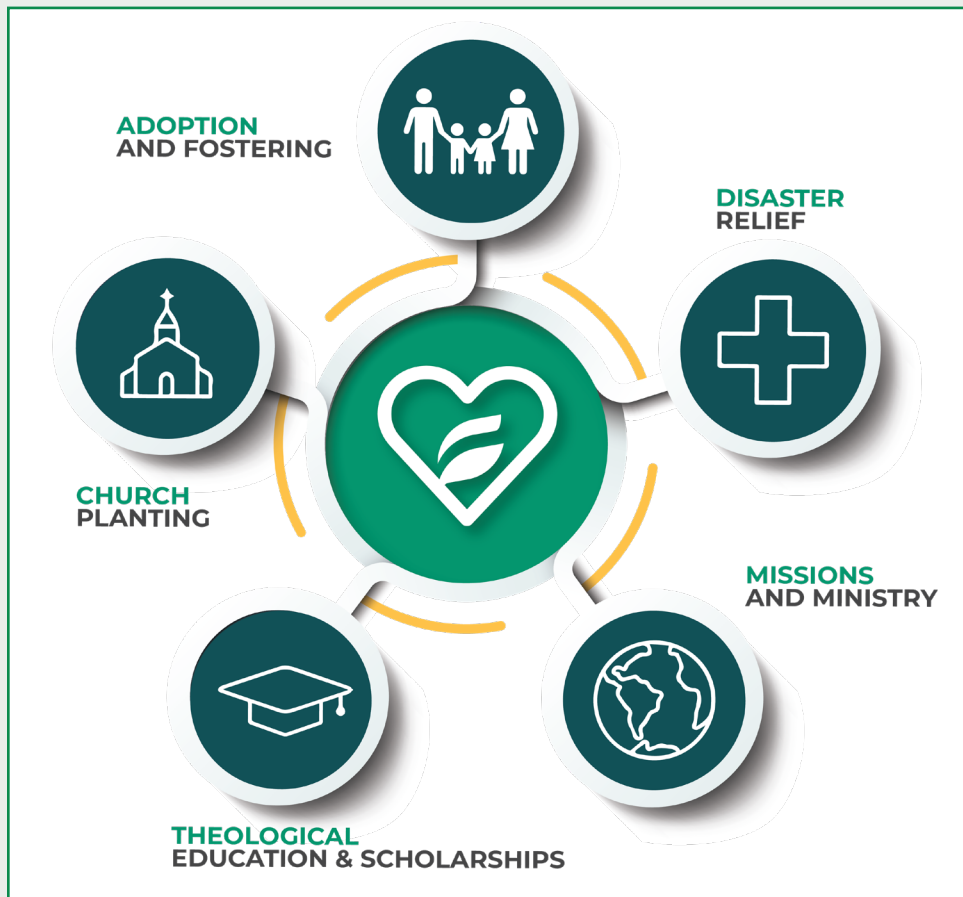 ADOPTION
AND FOSTERING
DISASTER
RELIEF
CHURCH
PLANTING
MISSIONS
AND MINISTRY
THEOLOGICAL
EDUCATION & SCHOLARSHIPS